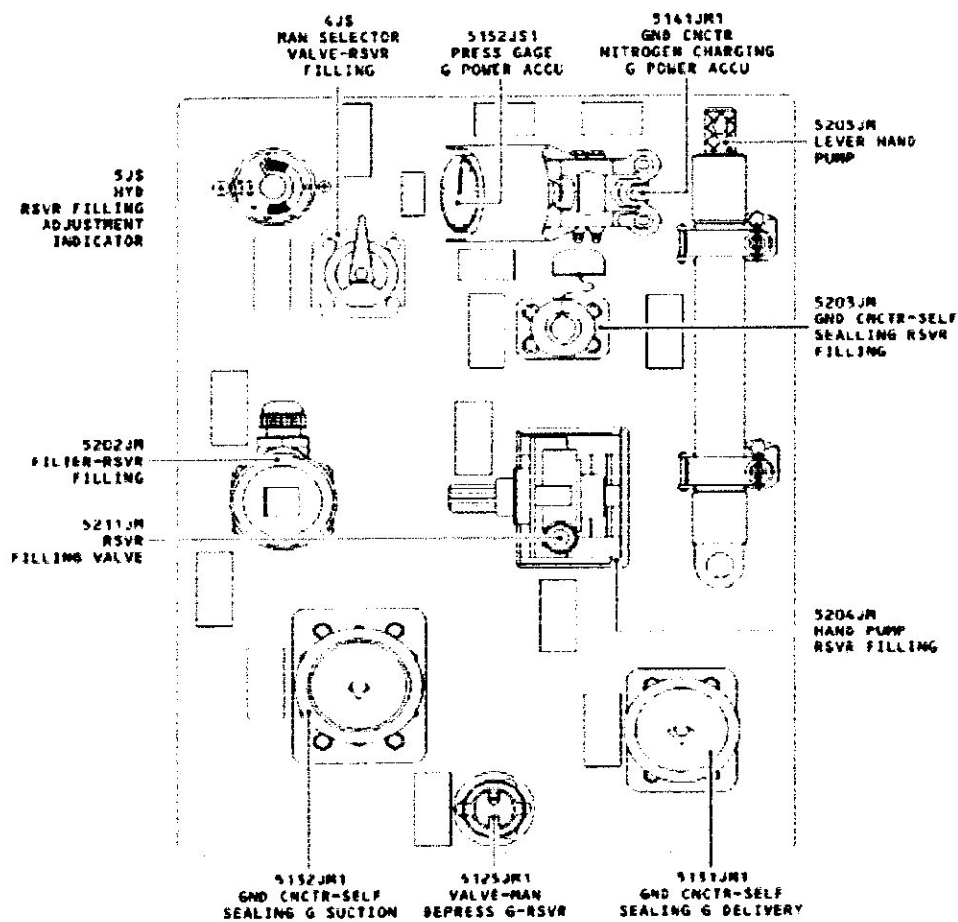 4JS
MAN SELECTOR
VALVE-RSVR
FILLING
5152JS1
PRESS GAGE
G POWER ACCU
5141JM1
GND CNCTR
NITROGEN CHARGING
G POWER ACCU
5205JM
LEVER HAND
PUMP
5JS
HYD
RSVR FILLING
ADJUSTMENT
INDICATOR
5203JM
GND CNCTR-SELF
SEALLING RSVR
FILLING
5202JM
FILTER-RSVR
FILLING
5211JM
RSVR
FILLING VALVE
5204JM
HAND PUMP
RSVR FILLING
5132JM1
GND CNCTR-SELF
SEALING G SUCTION
5125JM1
VALVE-MAN
DEPRESS G-RSVR
5131JM1
GND CNCTR-SELF
SEALING G DELIVERY